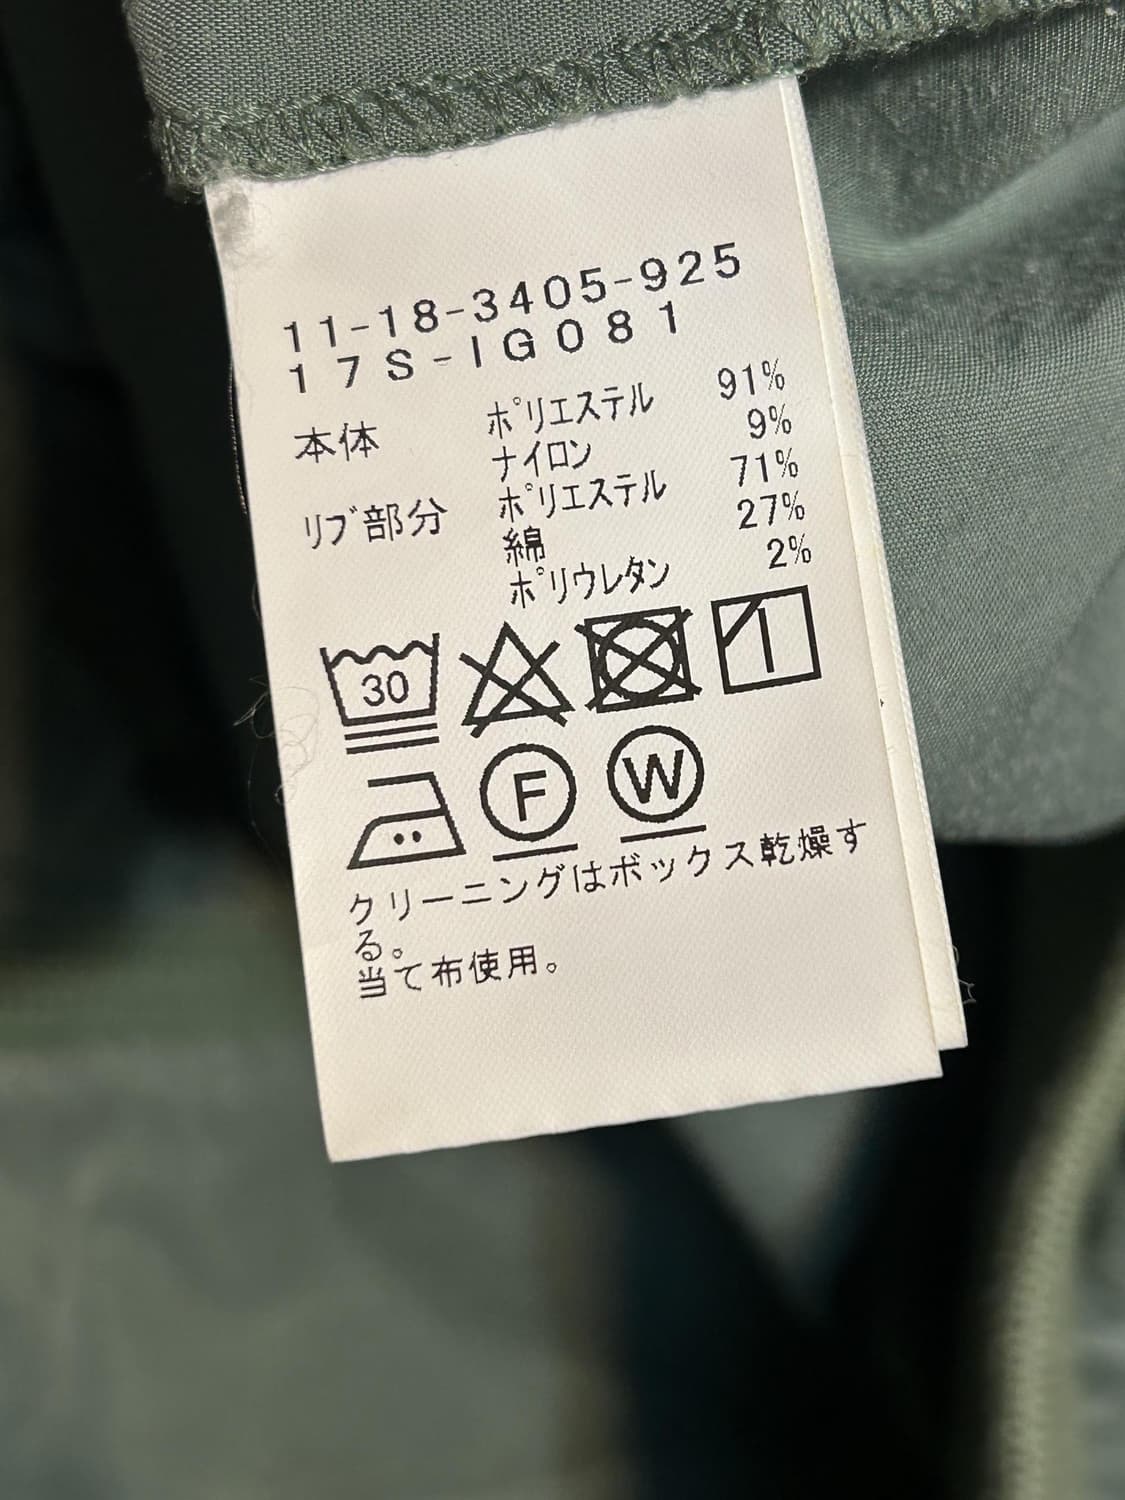 11-18-3405-925
17S-IG081
本体 ポリエステル 91%
ナイロン 9%
リブ部分 ポリエステル 71%
綿 27%
ポリウレタン 2%
30
F W
クリーニングはボックス乾燥す
る。
当て布使用。